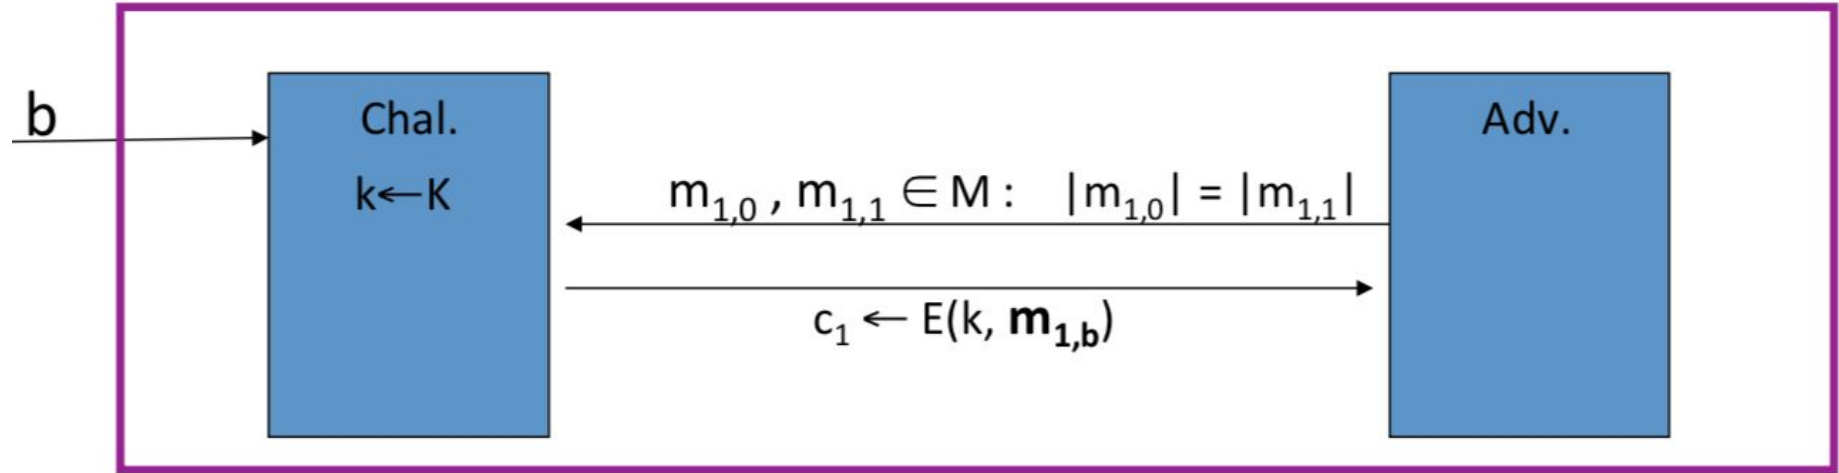 b
Chal.
k←K
Adv.
m₁,₀ , m₁,₁ ∈ M : |m₁,₀| = |m₁,₁|
c₁ ← E(k, m₁,b)